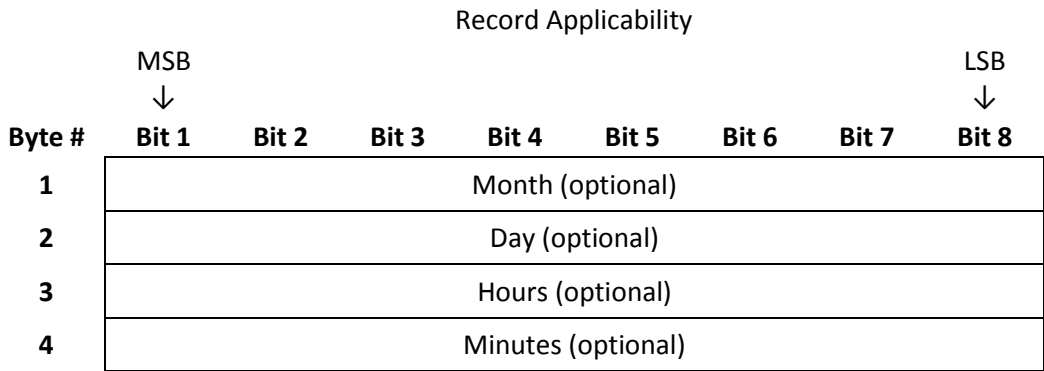 Record Applicability
MSB LSB
↓ ↓
Byte # Bit 1 Bit 2 Bit 3 Bit 4 Bit 5 Bit 6 Bit 7 Bit 8
1 Month (optional)
2 Day (optional)
3 Hours (optional)
4 Minutes (optional)